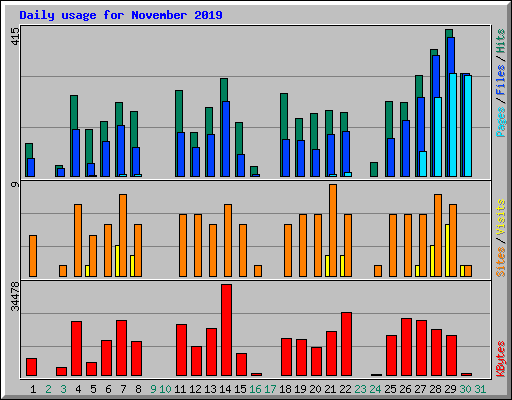 Daily usage for November 2019
415
Pages / Files / Hits
9
Sites / Visits
34478
KBytes
1 2 3 4 5 6 7 8 9 10 11 12 13 14 15 16 17 18 19 20 21 22 23 24 25 26 27 28 29 30 31